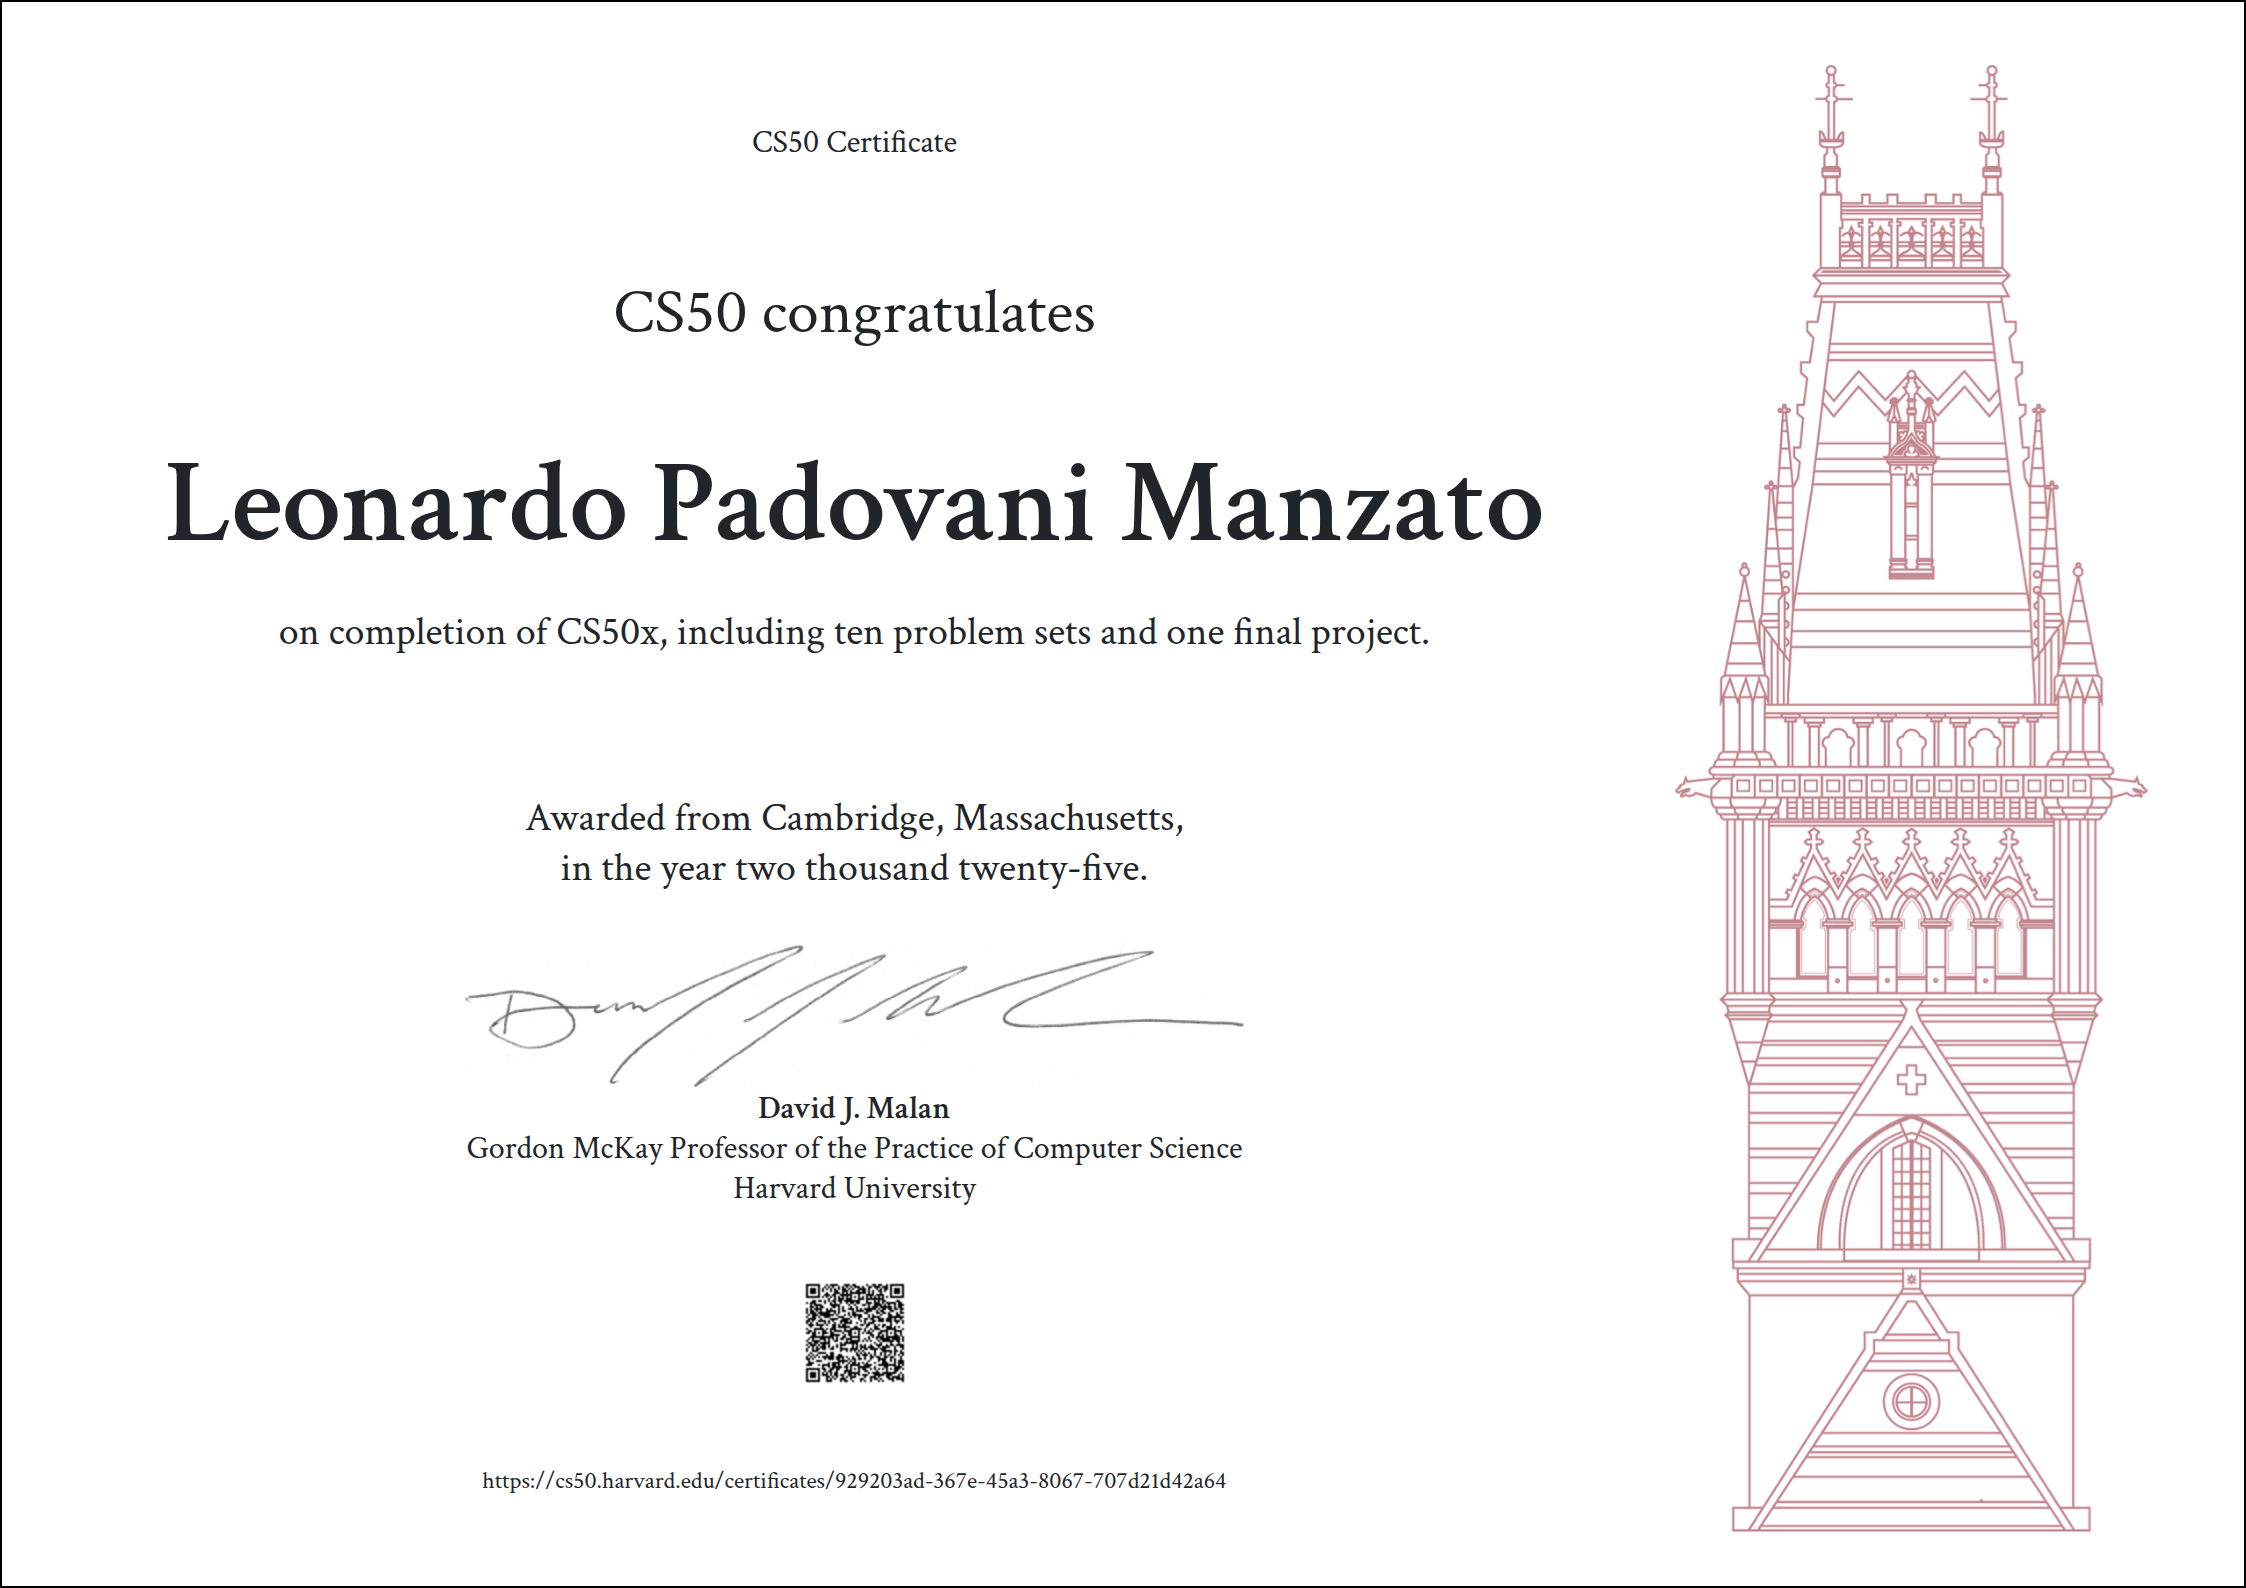 CS50 Certificate
CS50 congratulates
Leonardo Padovani Manzato
on completion of CS50x, including ten problem sets and one final project.
Awarded from Cambridge, Massachusetts,
in the year two thousand twenty-five.
David J. Malan
Gordon McKay Professor of the Practice of Computer Science
Harvard University
https://cs50.harvard.edu/certificates/929203ad-367e-45a3-8067-707d21d42a64